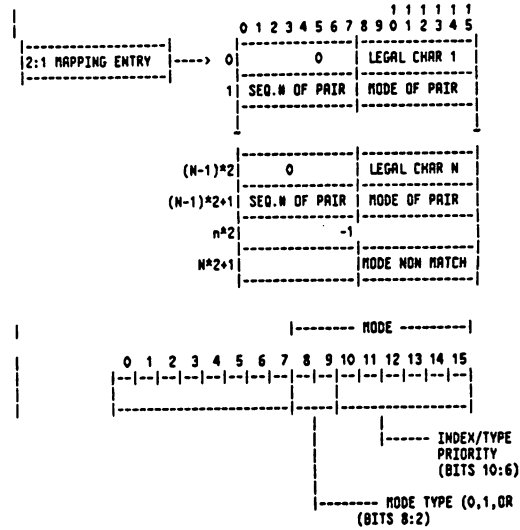 1 1 1 1 1 1
0 1 2 3 4 5 6 7 8 9 0 1 2 3 4 5
2:1 MAPPING ENTRY ----> 0 0 LEGAL CHAR 1
1 SEQ.# OF PAIR MODE OF PAIR
(N-1)*2 0 LEGAL CHAR N
(N-1)*2+1 SEQ.# OF PAIR MODE OF PAIR
n*2 -1
N*2+1 MODE NON MATCH
|-------- MODE ---------|
0 1 2 3 4 5 6 7 8 9 10 11 12 13 14 15
INDEX/TYPE
PRIORITY
(BITS 10:6)
MODE TYPE (0,1,OR
(BITS 8:2)